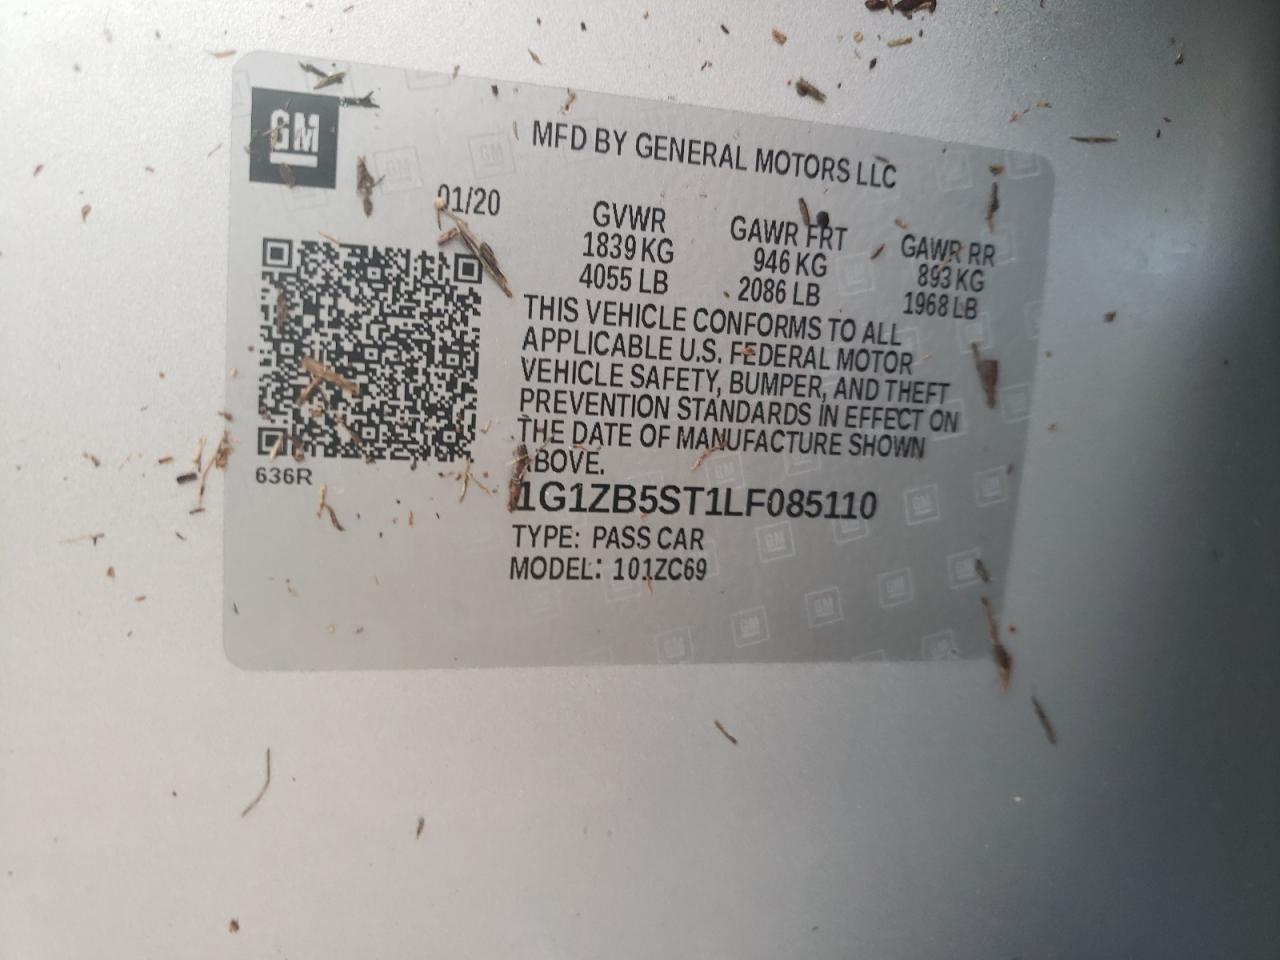 GM
MFD BY GENERAL MOTORS LLC
01/20
GVWR GAWR FRT GAWR RR
1839 KG 946 KG 893 KG
4055 LB 2086 LB 1968 LB
THIS VEHICLE CONFORMS TO ALL
APPLICABLE U.S. FEDERAL MOTOR
VEHICLE SAFETY, BUMPER, AND THEFT
PREVENTION STANDARDS IN EFFECT ON
THE DATE OF MANUFACTURE SHOWN
ABOVE.
636R
1G1ZB5ST1LF085110
TYPE: PASS CAR
MODEL: 101ZC69